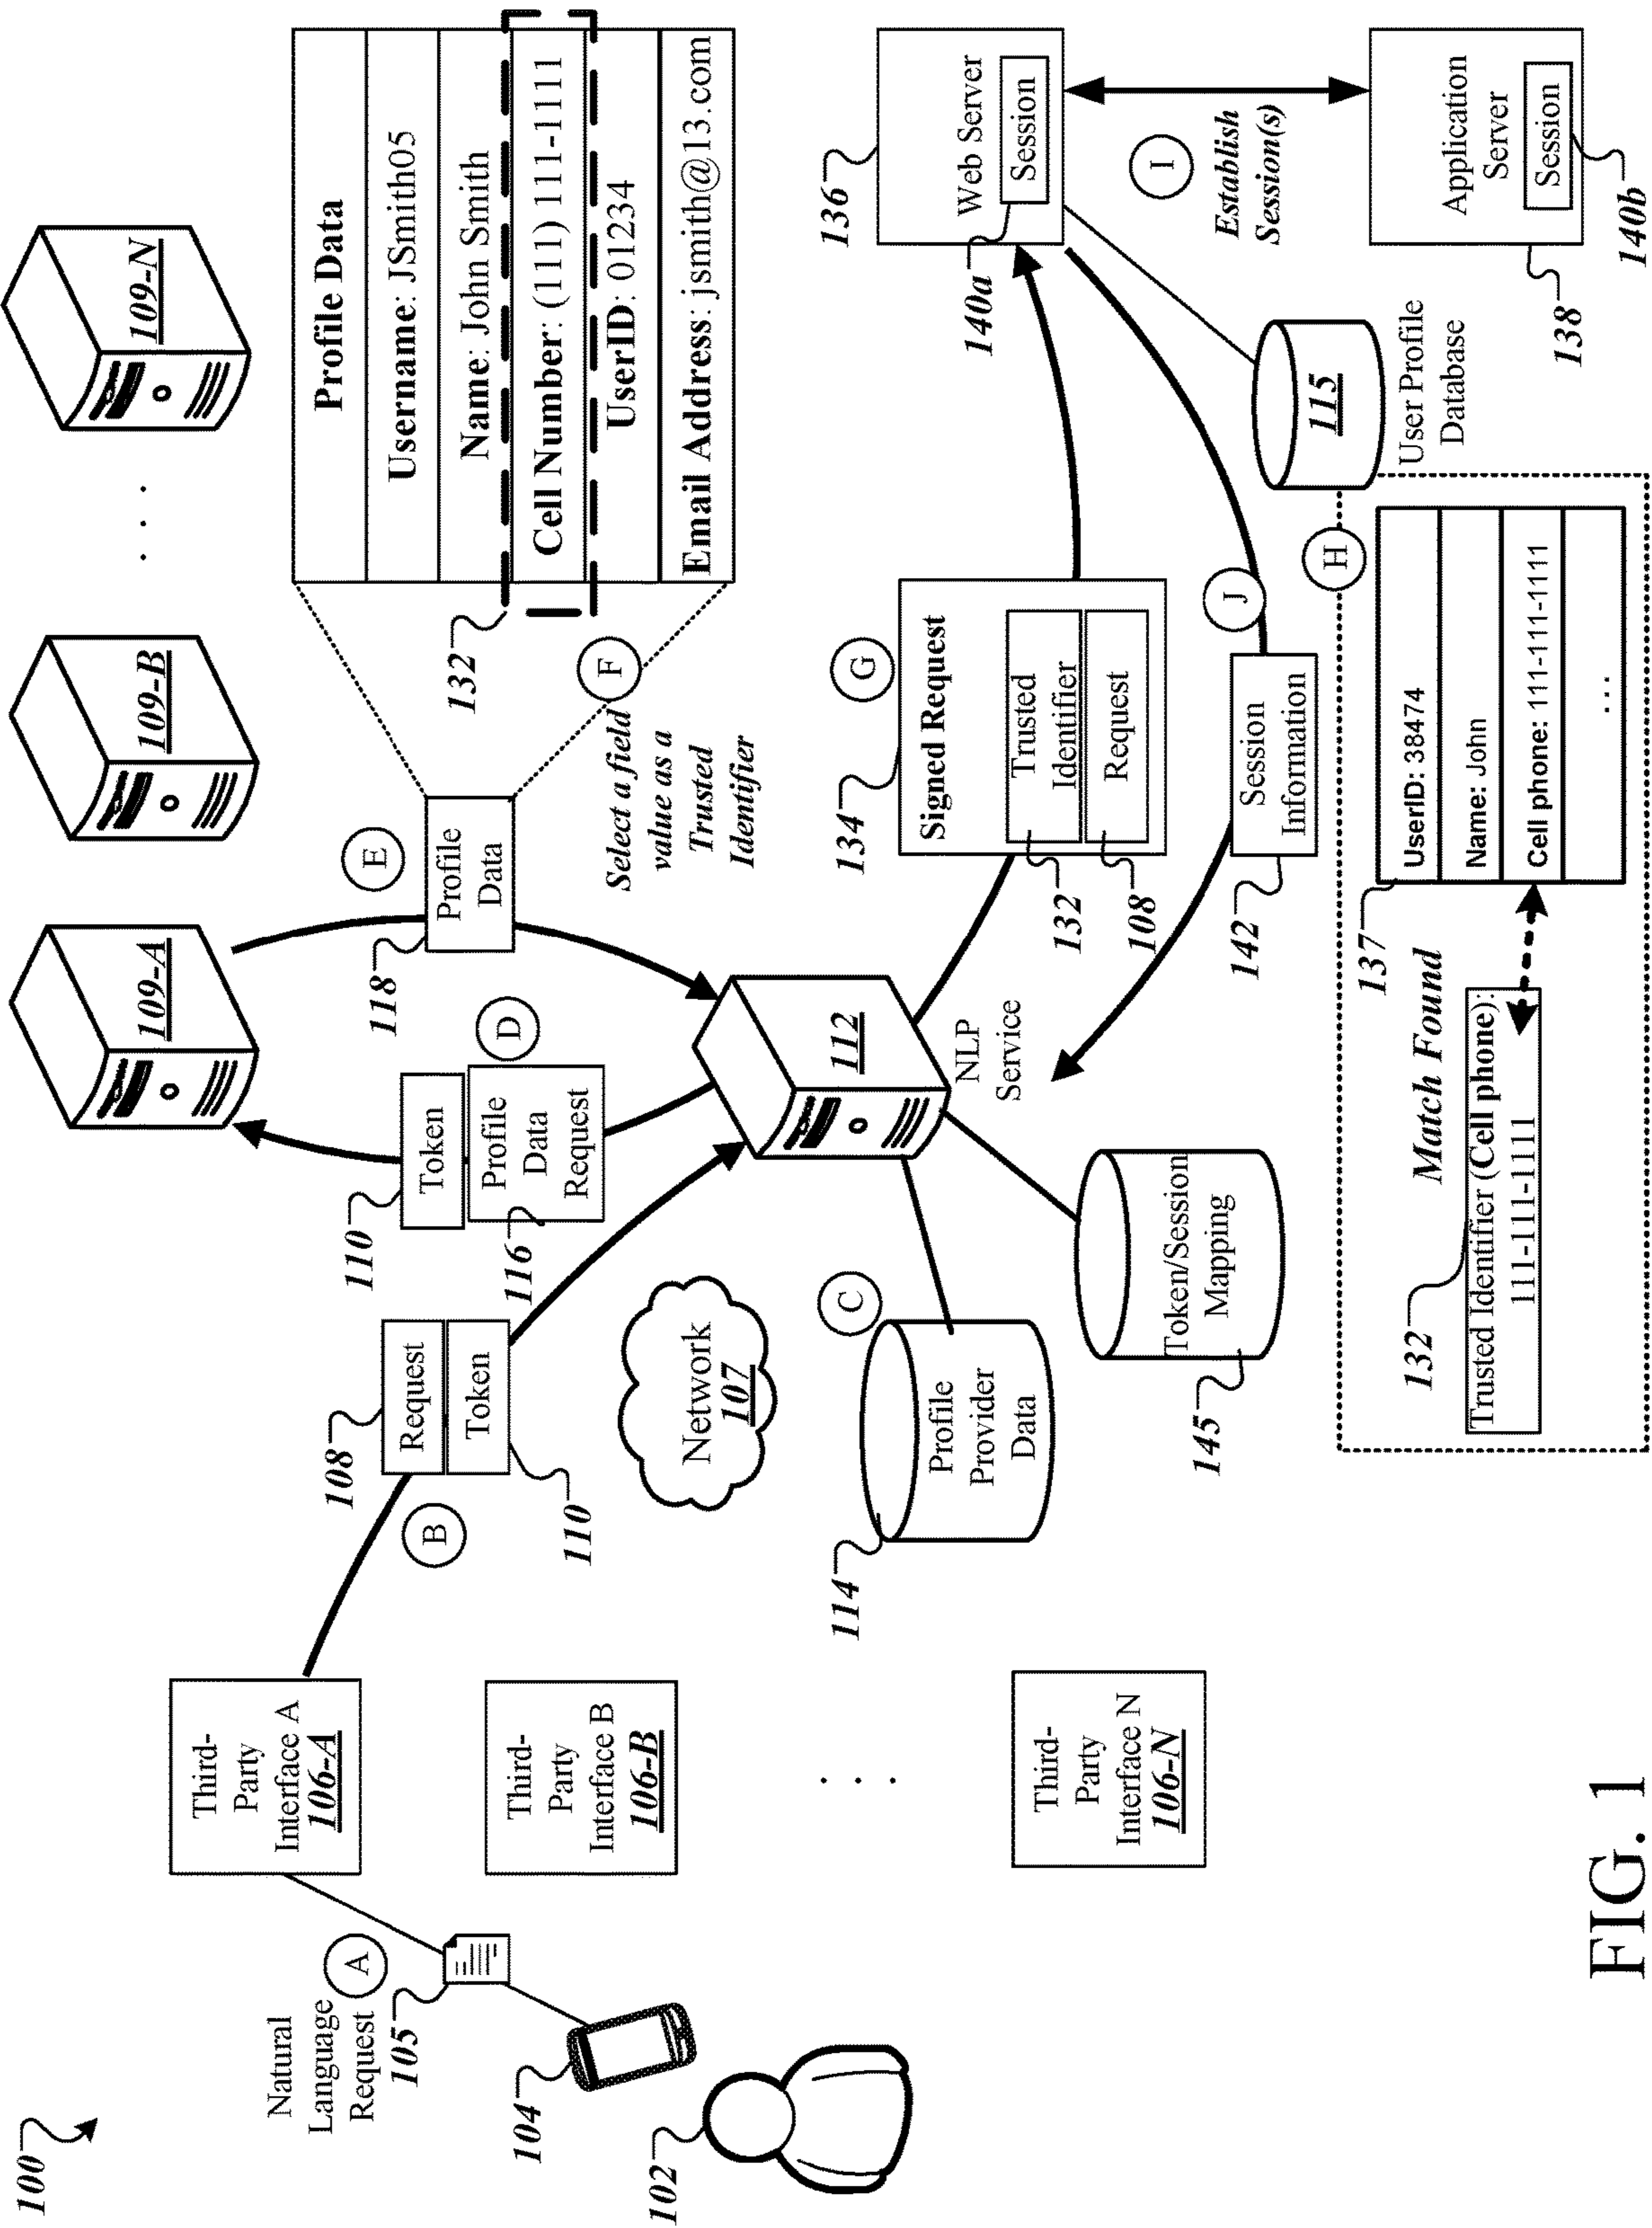 100
102
104
Natural
Language
Request
A
105
Third-
Party
Interface A
106-A
Third-
Party
Interface B
106-B
. . .
Third-
Party
Interface N
106-N
B
108
Request
Token
110
Network
107
110
Token
D
116
Profile
Data
Request
109-A
109-B
. . .
109-N
E
118
Profile
Data
Profile Data
Username: JSmith05
Name: John Smith
Cell Number: (111) 111-1111
UserID: 01234
Email Address: jsmith@13.com
132
F
Select a field
value as a
Trusted
Identifier
112
NLP
Service
C
114
Profile
Provider
Data
145
Token/Session
Mapping
G
134
Signed Request
Trusted
Identifier
Request
132
108
J
142
Session
Information
136
Web Server
Session
140a
I
Establish
Session(s)
Application
Server
Session
138
140b
115
User Profile
Database
H
137
UserID: 38474
Name: John
Cell phone: 111-111-1111
...
Match Found
132
Trusted Identifier (Cell phone):
111-111-1111
FIG. 1